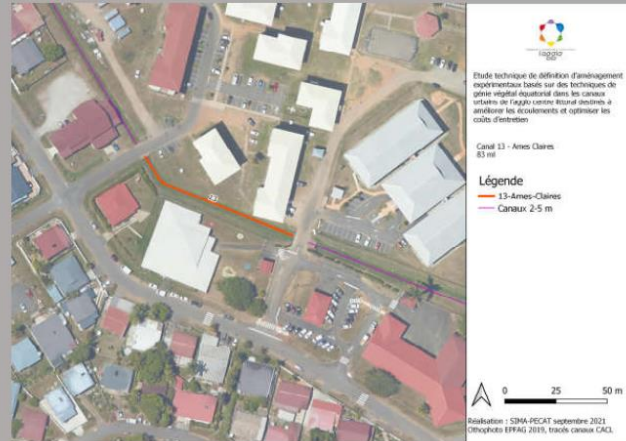 l'agglo
Etude technique de définition d'aménagement
expérimentaux basés sur des techniques de
génie végétal équatorial dans les canaux
urbains de l'agglo centre littoral destinés à
améliorer les écoulements et optimiser les
coûts d'entretien
Canal 13 - Ames Claires
83 ml
Légende
13-Ames-Claires
Canaux 2-5 m
13
0 25 50 m
Réalisation : SIMA-PECAT septembre 2021
Othophoto EPFAG 2019, tracés canaux CACL